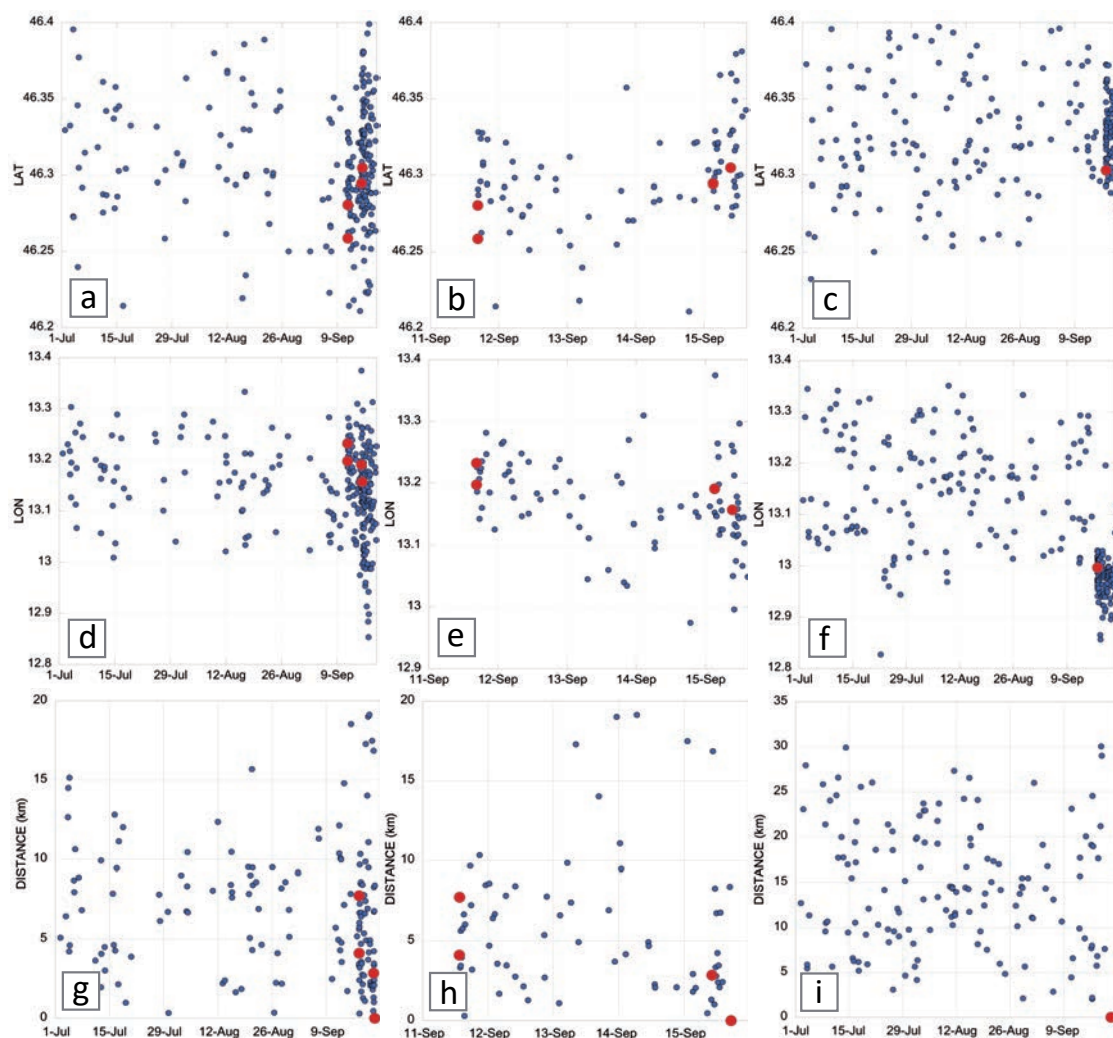 46.4
46.35
46.3
46.25
46.2
LAT
a
1-Jul 15-Jul 29-Jul 12-Aug 26-Aug 9-Sep
46.4
46.35
46.3
46.25
46.2
LAT
b
11-Sep 12-Sep 13-Sep 14-Sep 15-Sep
46.4
46.35
46.3
46.25
46.2
LAT
c
1-Jul 15-Jul 29-Jul 12-Aug 26-Aug 9-Sep
13.4
13.3
13.2
13.1
13
12.9
12.8
LON
d
1-Jul 15-Jul 29-Jul 12-Aug 26-Aug 9-Sep
13.4
13.3
13.2
13.1
13
12.9
LON
e
11-Sep 12-Sep 13-Sep 14-Sep 15-Sep
13.4
13.3
13.2
13.1
13
12.9
12.8
LON
f
1-Jul 15-Jul 29-Jul 12-Aug 26-Aug 9-Sep
20
15
10
5
0
DISTANCE (km)
g
1-Jul 15-Jul 29-Jul 12-Aug 26-Aug 9-Sep
20
15
10
5
0
DISTANCE (km)
h
11-Sep 12-Sep 13-Sep 14-Sep 15-Sep
35
30
25
20
15
10
5
0
DISTANCE (km)
i
1-Jul 15-Jul 29-Jul 12-Aug 26-Aug 9-Sep